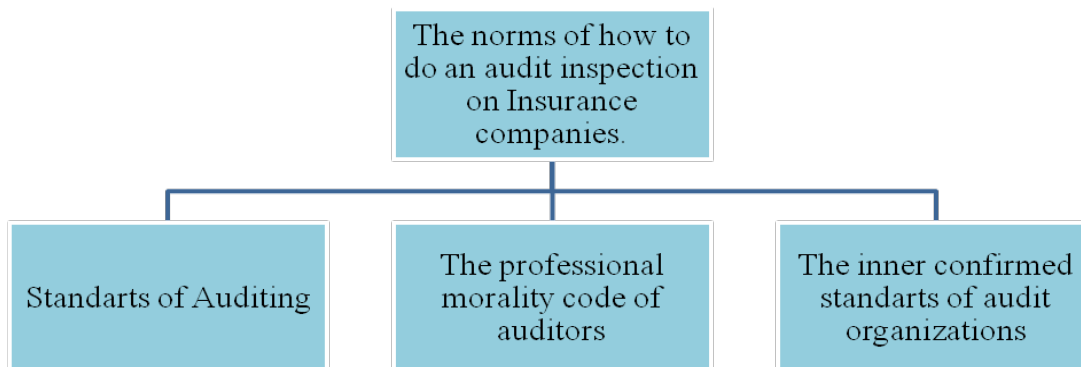 The norms of how to
do an audit inspection
on Insurance
companies.
Standarts of Auditing
The professional
morality code of
auditors
The inner confirmed
standarts of audit
organizations